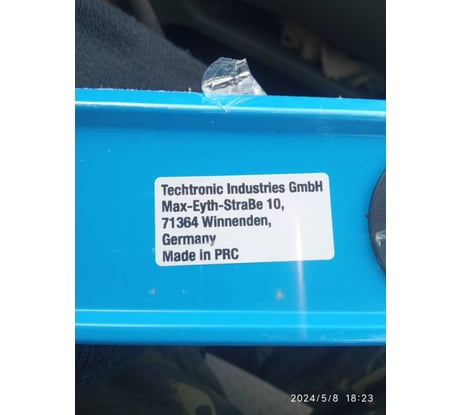 Techtronic Industries GmbH
Max-Eyth-StraBe 10,
71364 Winnenden,
Germany
Made in PRC
2024/5/8 18:23